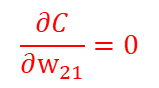 ∂C/∂w₂₁ = 0